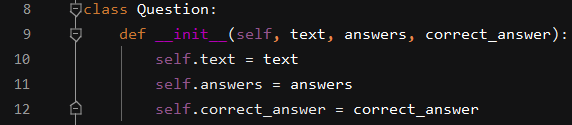 8 class Question:
9     def __init__(self, text, answers, correct_answer):
10         self.text = text
11         self.answers = answers
12         self.correct_answer = correct_answer